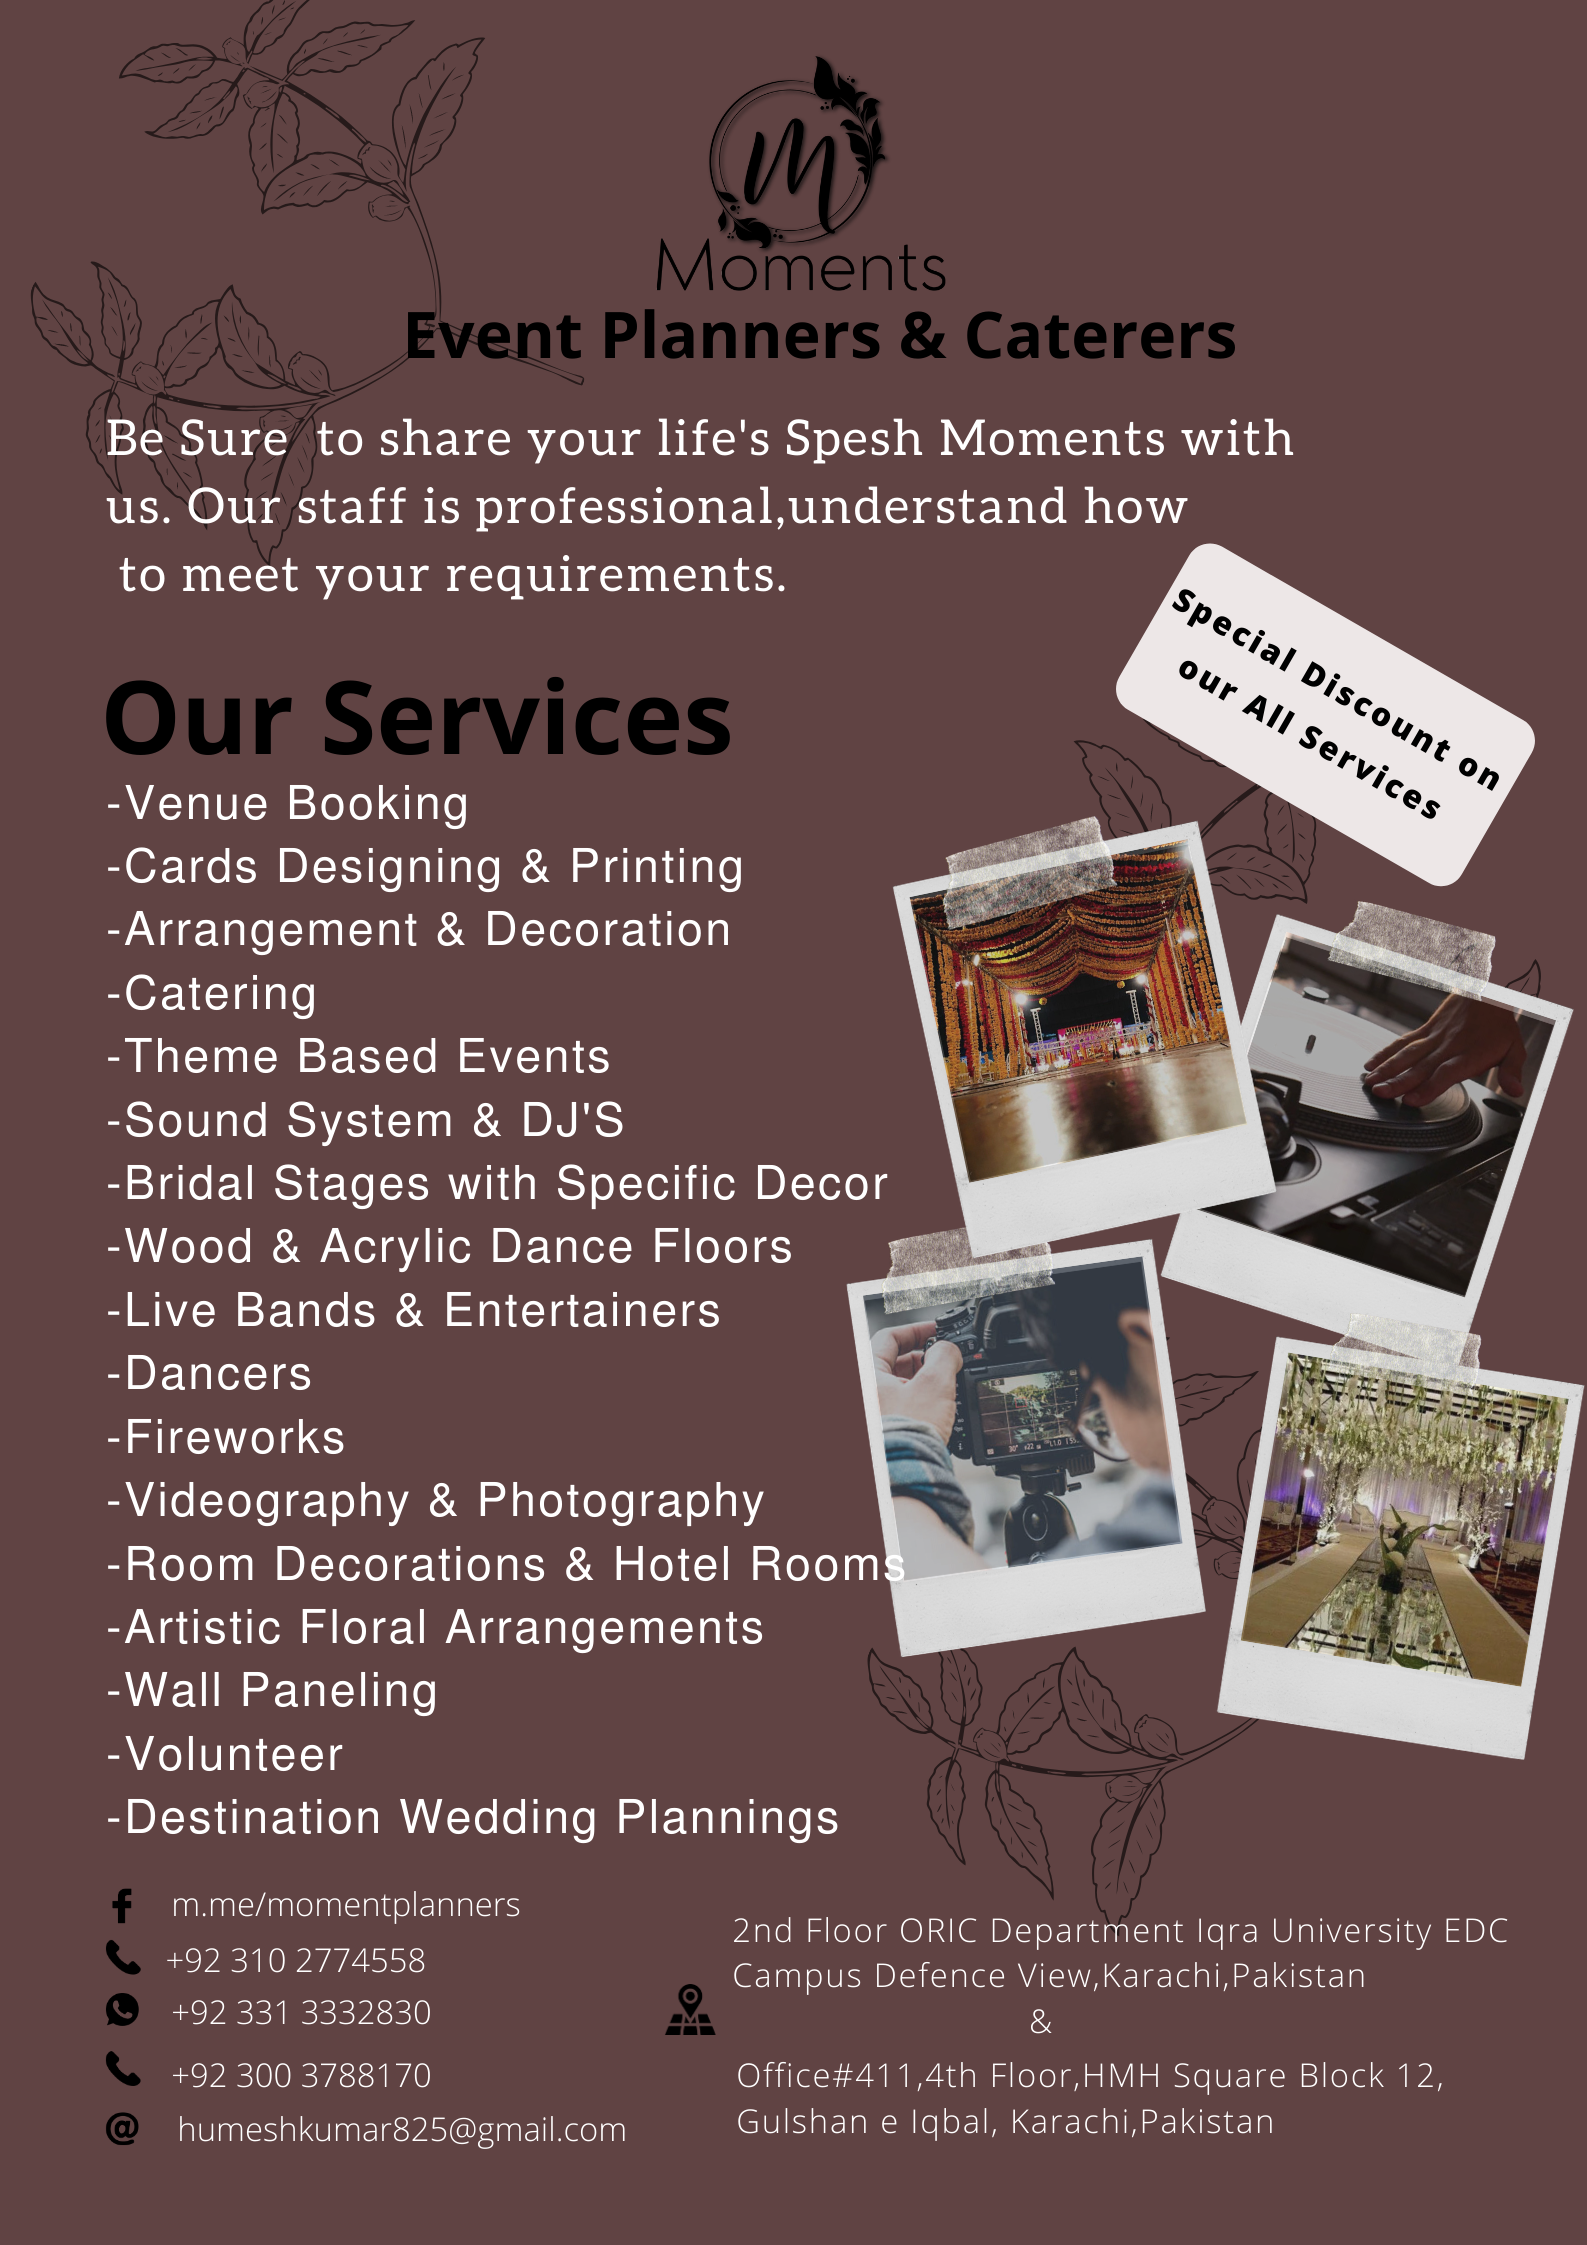 M
Moments
Event Planners & Caterers
Be Sure to share your life's Spesh Moments with
us. Our staff is professional,understand how
to meet your requirements.
Special Discount on
our All Services
Our Services
-Venue Booking
-Cards Designing & Printing
-Arrangement & Decoration
-Catering
-Theme Based Events
-Sound System & DJ'S
-Bridal Stages with Specific Decor
-Wood & Acrylic Dance Floors
-Live Bands & Entertainers
-Dancers
-Fireworks
-Videography & Photography
-Room Decorations & Hotel Rooms
-Artistic Floral Arrangements
-Wall Paneling
-Volunteer
-Destination Wedding Plannings
m.me/momentplanners
+92 310 2774558
+92 331 3332830
+92 300 3788170
humeshkumar825@gmail.com
2nd Floor ORIC Department Iqra University EDC
Campus Defence View,Karachi,Pakistan
&
Office#411,4th Floor,HMH Square Block 12,
Gulshan e Iqbal, Karachi,Pakistan